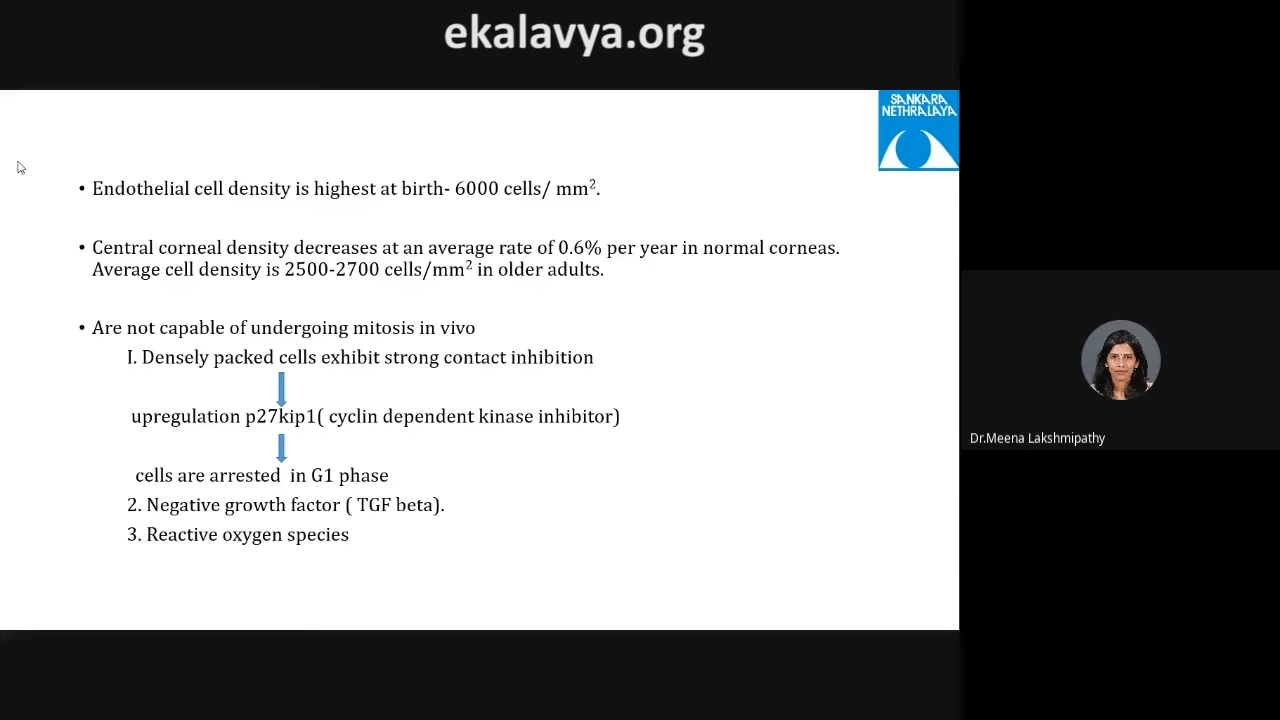 ekalavya.org
SANKARA
NETHRALAYA
• Endothelial cell density is highest at birth- 6000 cells/ mm².
• Central corneal density decreases at an average rate of 0.6% per year in normal corneas.
Average cell density is 2500-2700 cells/mm² in older adults.
• Are not capable of undergoing mitosis in vivo
I. Densely packed cells exhibit strong contact inhibition
upregulation p27kip1( cyclin dependent kinase inhibitor)
cells are arrested  in G1 phase
2. Negative growth factor ( TGF beta).
3. Reactive oxygen species
Dr.Meena Lakshmipathy